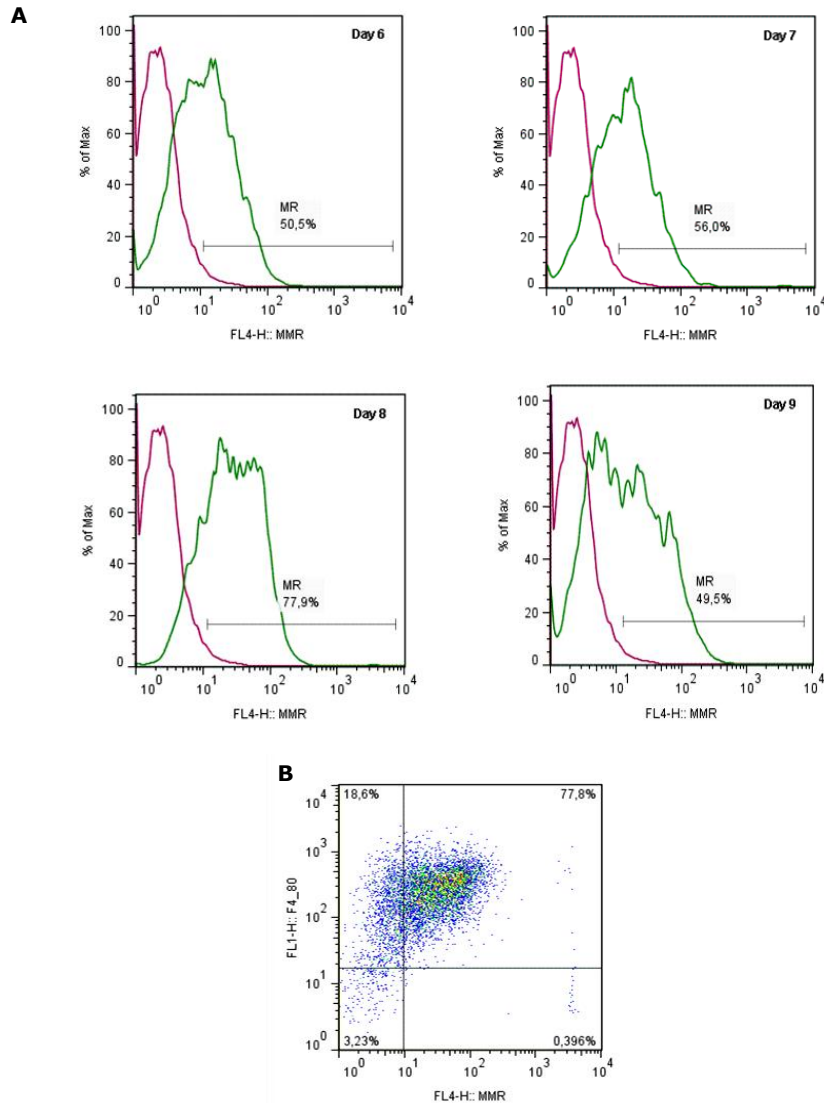 A
Day 6
% of Max
100
80
60
40
20
0
MR
50,5%
10^0 10^1 10^2 10^3 10^4
FL4-H:: MMR
Day 7
% of Max
100
80
60
40
20
0
MR
56,0%
10^0 10^1 10^2 10^3 10^4
FL4-H:: MMR
Day 8
% of Max
100
80
60
40
20
0
MR
77,9%
10^0 10^1 10^2 10^3 10^4
FL4-H:: MMR
Day 9
% of Max
100
80
60
40
20
0
MR
49,5%
10^0 10^1 10^2 10^3 10^4
FL4-H:: MMR
B
18,6% 77,8%
FL1-H:: F4_80
10^4
10^3
10^2
10^1
10^0
3,23% 0,396%
10^0 10^1 10^2 10^3 10^4
FL4-H:: MMR